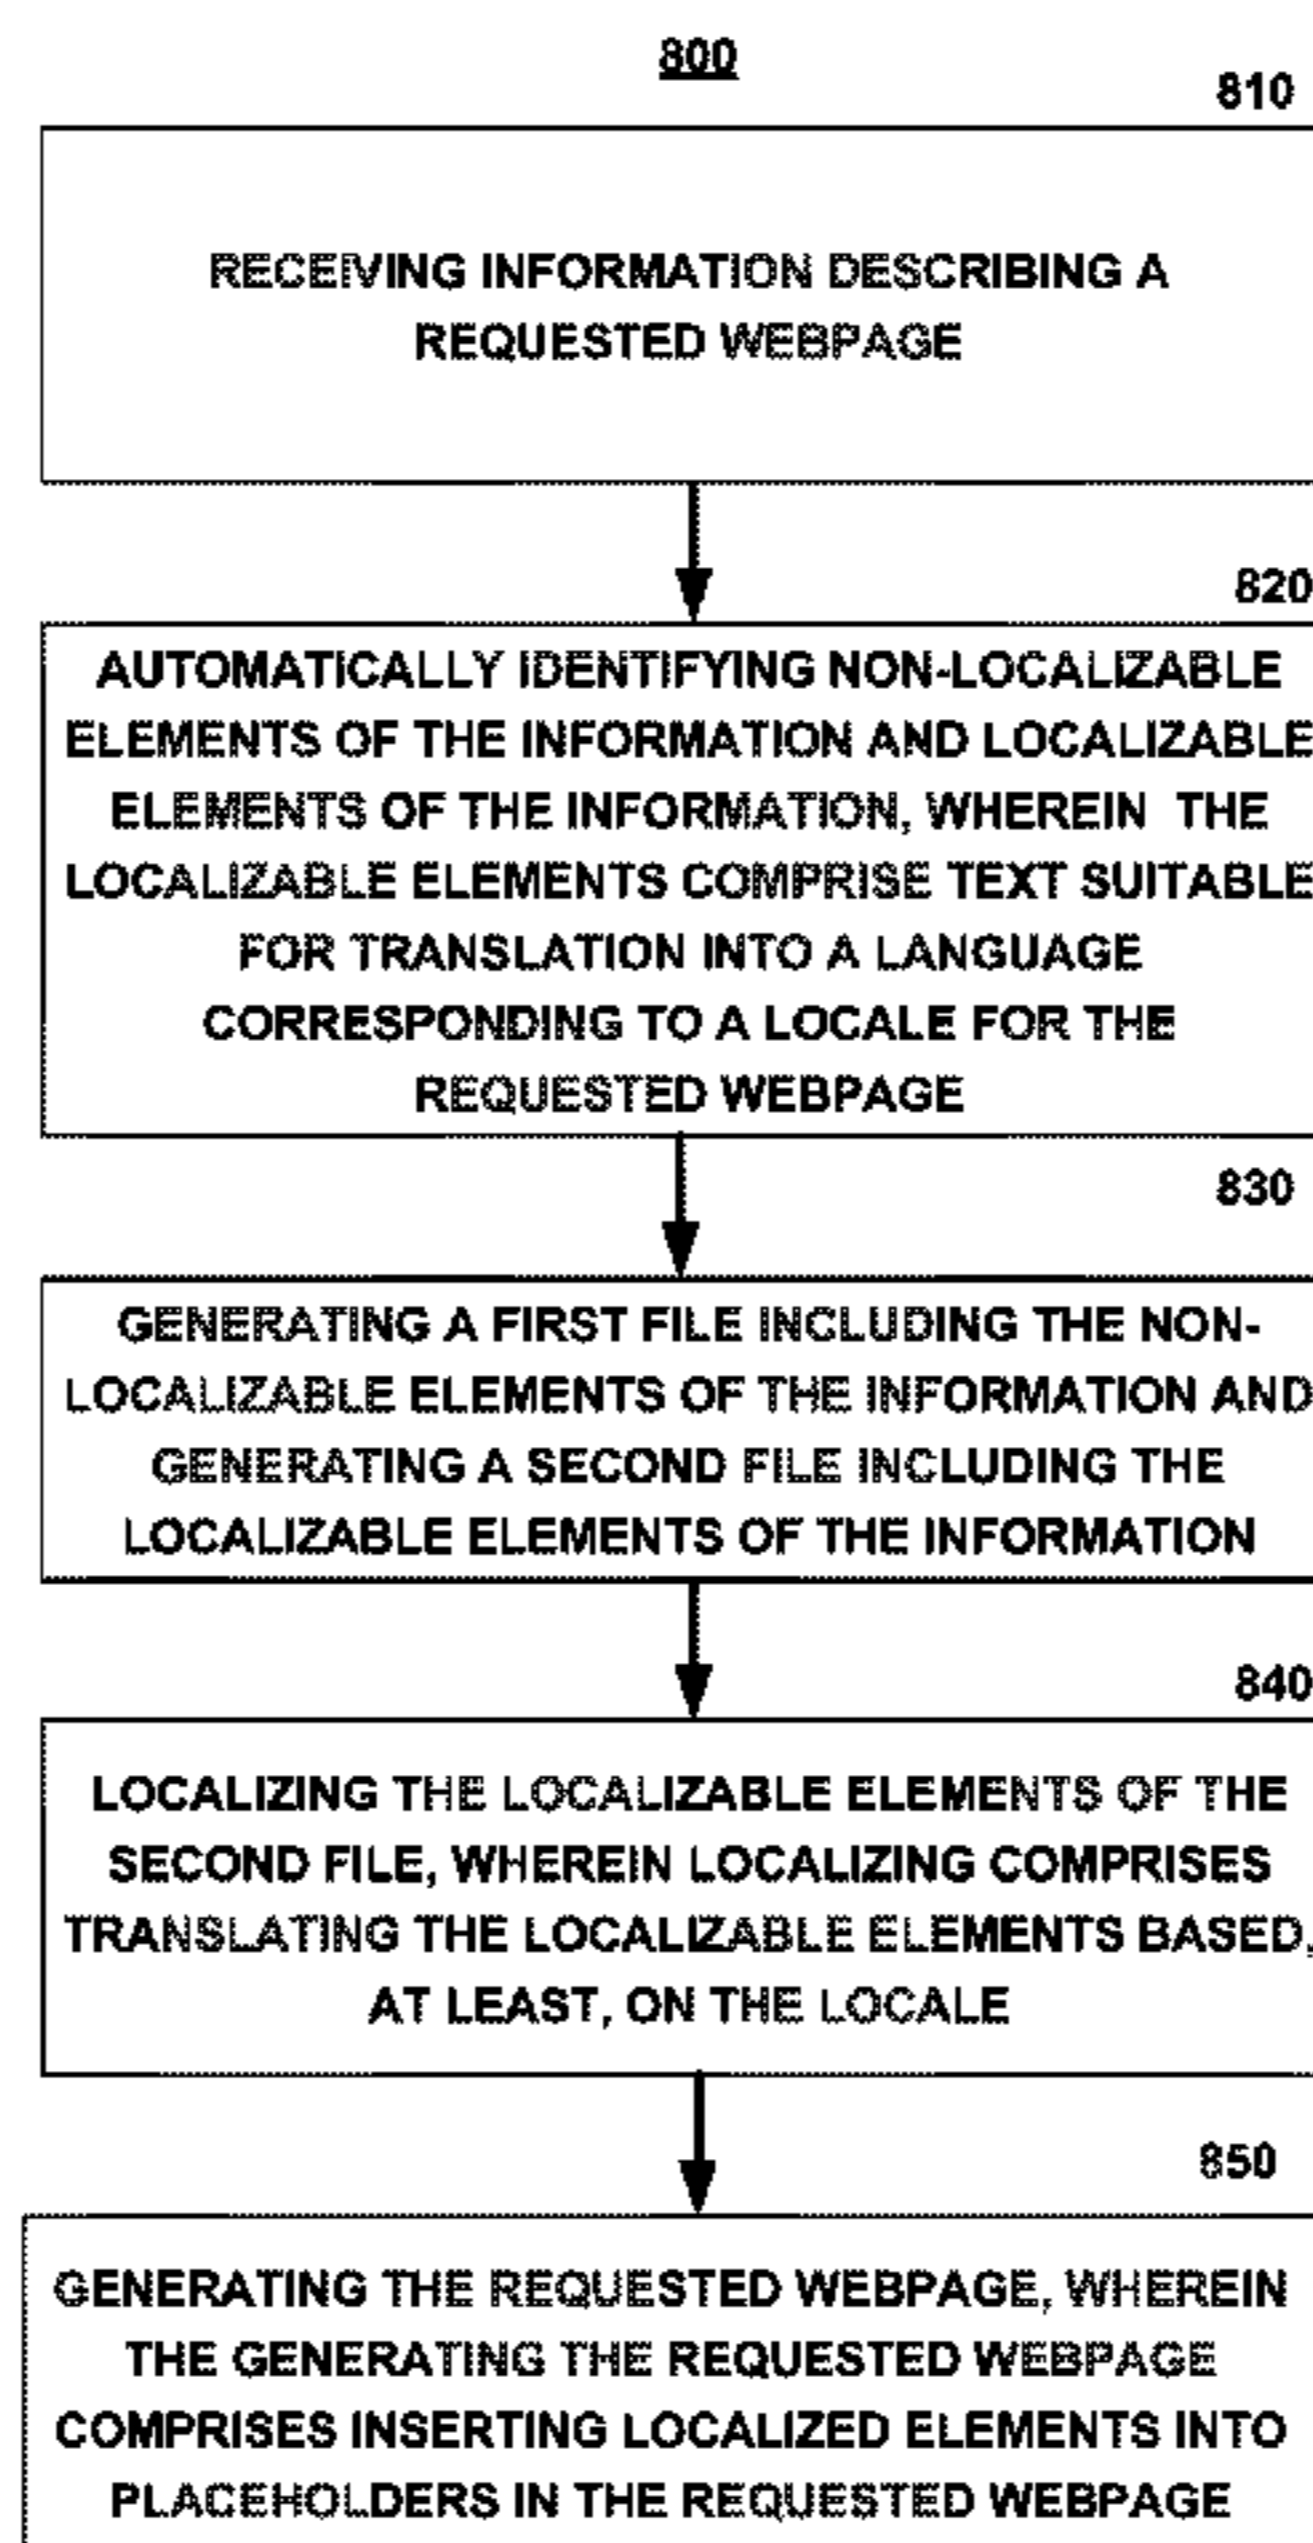 800
810
RECEIVING INFORMATION DESCRIBING A
REQUESTED WEBPAGE
820
AUTOMATICALLY IDENTIFYING NON-LOCALIZABLE
ELEMENTS OF THE INFORMATION AND LOCALIZABLE
ELEMENTS OF THE INFORMATION, WHEREIN THE
LOCALIZABLE ELEMENTS COMPRISE TEXT SUITABLE
FOR TRANSLATION INTO A LANGUAGE
CORRESPONDING TO A LOCALE FOR THE
REQUESTED WEBPAGE
830
GENERATING A FIRST FILE INCLUDING THE NON-
LOCALIZABLE ELEMENTS OF THE INFORMATION AND
GENERATING A SECOND FILE INCLUDING THE
LOCALIZABLE ELEMENTS OF THE INFORMATION
840
LOCALIZING THE LOCALIZABLE ELEMENTS OF THE
SECOND FILE, WHEREIN LOCALIZING COMPRISES
TRANSLATING THE LOCALIZABLE ELEMENTS BASED,
AT LEAST, ON THE LOCALE
850
GENERATING THE REQUESTED WEBPAGE, WHEREIN
THE GENERATING THE REQUESTED WEBPAGE
COMPRISES INSERTING LOCALIZED ELEMENTS INTO
PLACEHOLDERS IN THE REQUESTED WEBPAGE